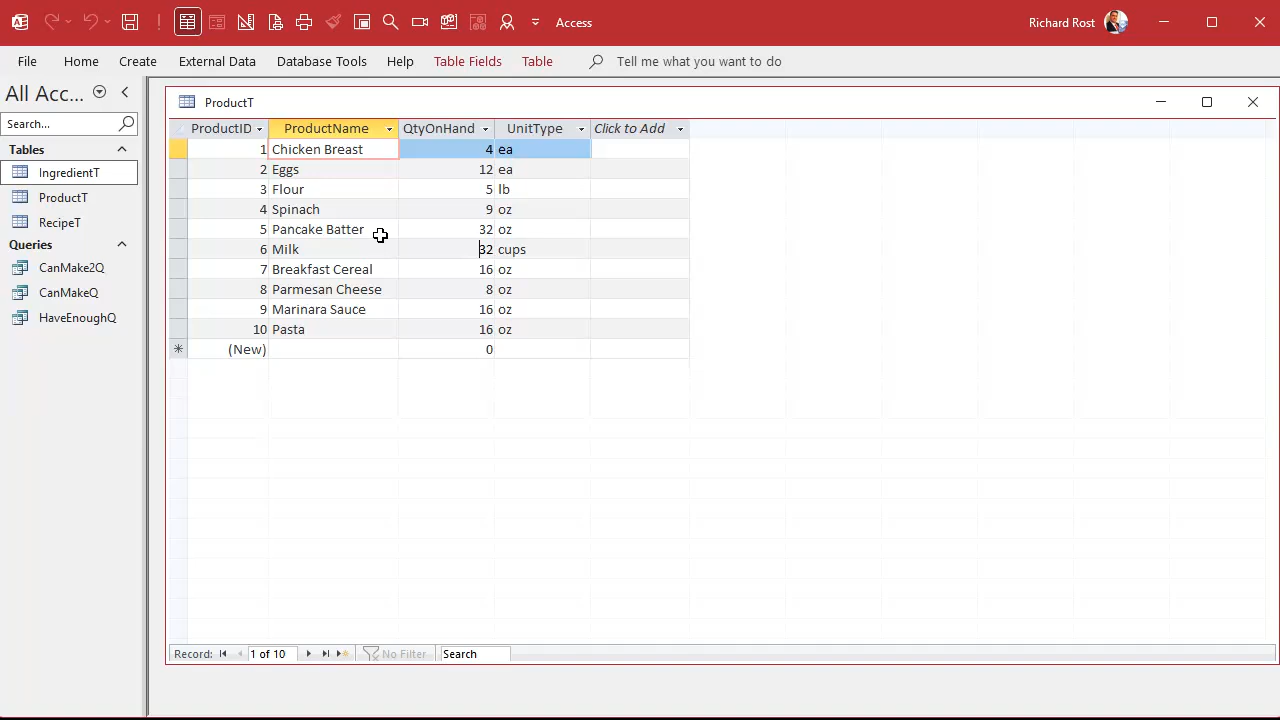 Access
Richard Rost
File Home Create External Data Database Tools Help Table Fields Table Tell me what you want to do
All Acc...
Search...
Tables
IngredientT
ProductT
RecipeT
Queries
CanMake2Q
CanMakeQ
HaveEnoughQ
ProductT
ProductID ProductName QtyOnHand UnitType Click to Add
1 Chicken Breast 4 ea
2 Eggs 12 ea
3 Flour 5 lb
4 Spinach 9 oz
5 Pancake Batter 32 oz
6 Milk 32 cups
7 Breakfast Cereal 16 oz
8 Parmesan Cheese 8 oz
9 Marinara Sauce 16 oz
10 Pasta 16 oz
(New) 0
Record: 1 of 10 No Filter Search